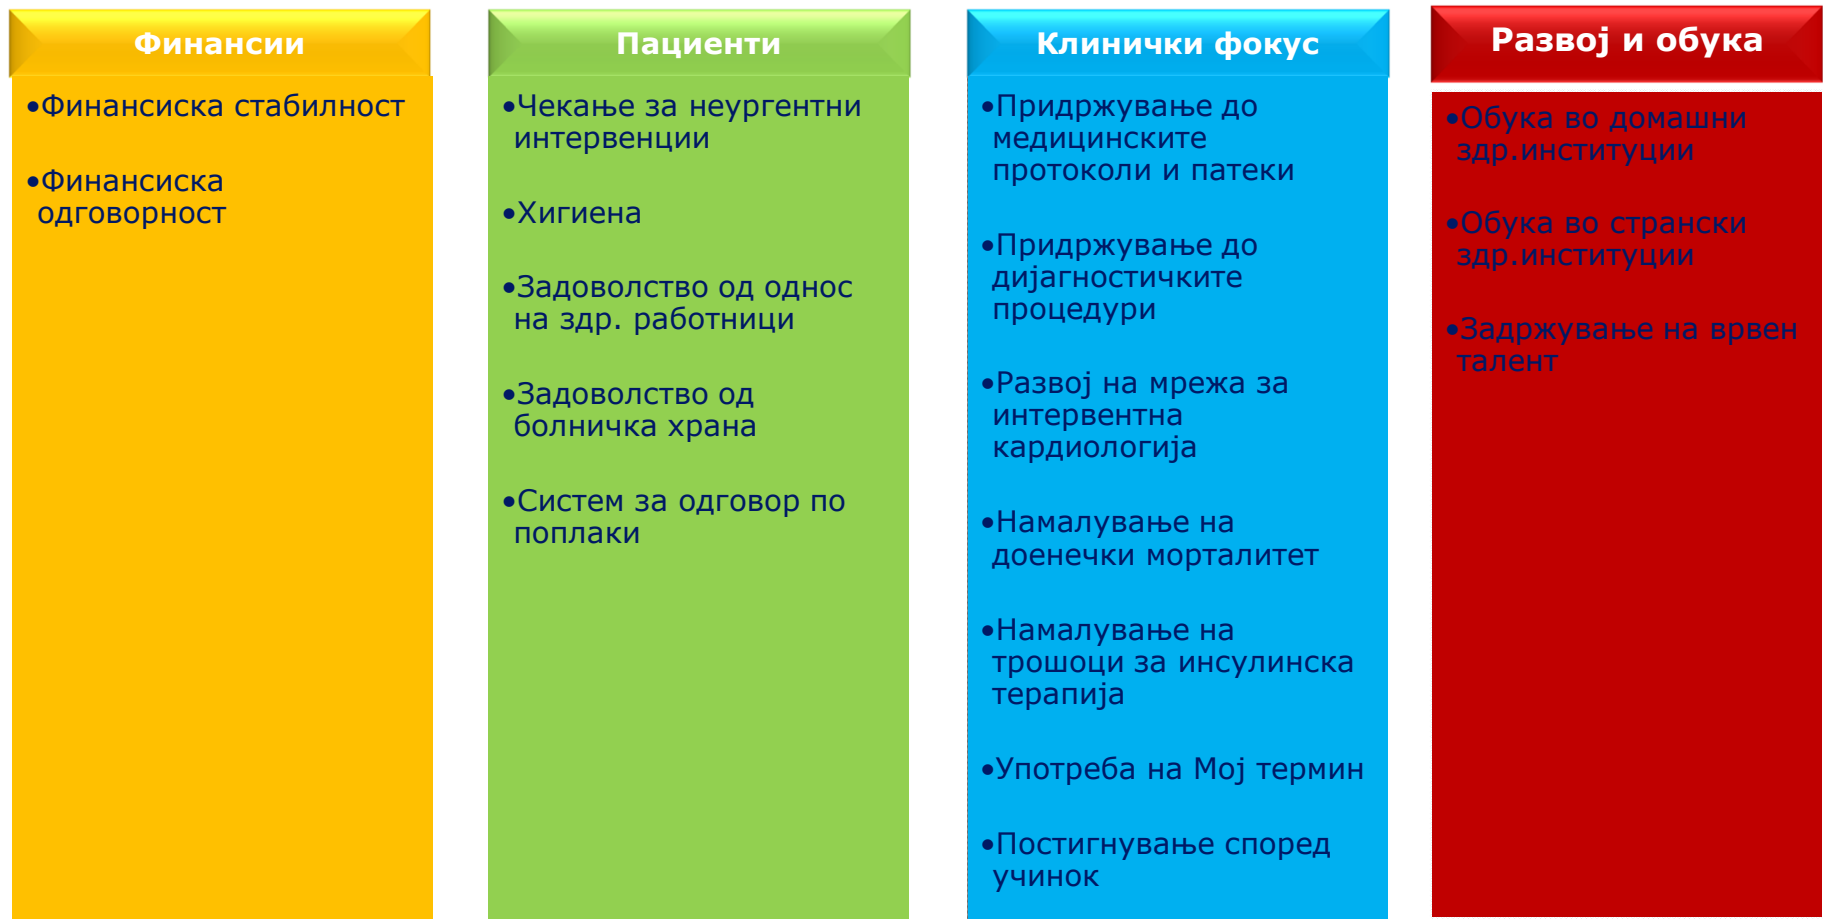 Финансии
•Финансиска стабилност
•Финансиска
одговорност
Пациенти
•Чекање за неургентни
интервенции
•Хигиена
•Задоволство од однос
на здр. работници
•Задоволство од
болничка храна
•Систем за одговор по
поплаки
Клинички фокус
•Придржување до
медицинските
протоколи и патеки
•Придржување до
дијагностичките
процедури
•Развој на мрежа за
интервентна
кардиологија
•Намалување на
доенечки морталитет
•Намалување на
трошоци за инсулинска
терапија
•Употреба на Мој термин
•Постигнување според
учинок
Развој и обука
•Обука во домашни
здр.институции
•Обука во странски
здр.институции
•Задржување на врвен
талент